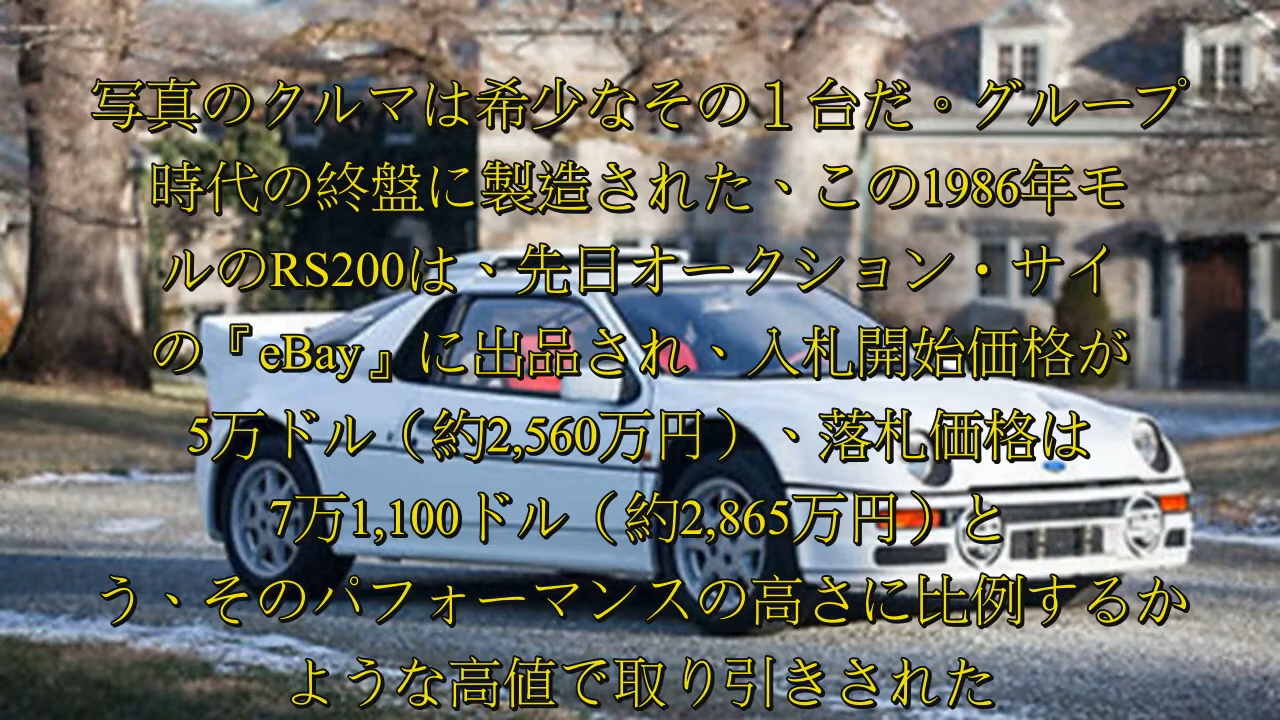 写真のクルマは希少なその１台だ。グループ
時代の終盤に製造された、この1986年モ
ルのRS200は、先日オークション・サイ
の『eBay』に出品され、入札開始価格が
5万ドル（約2,560万円）、落札価格は
7万1,100ドル（約2,865万円）と
う、そのパフォーマンスの高さに比例するか
ような高値で取り引きされた